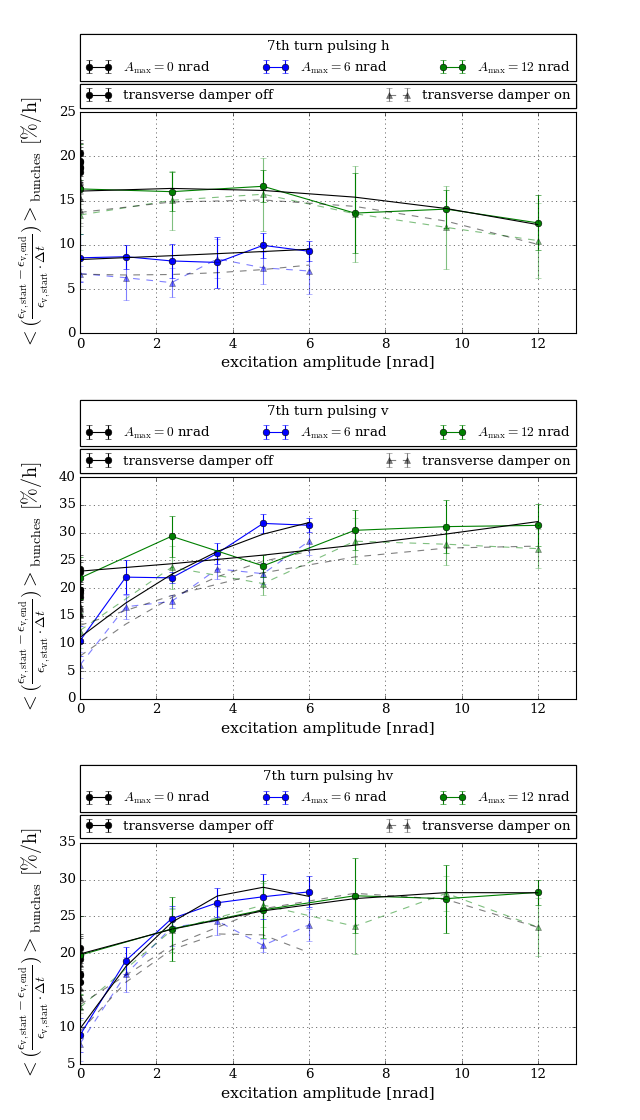 7th turn pulsing h
A_max = 0 nrad A_max = 6 nrad A_max = 12 nrad
transverse damper off transverse damper on
25
20
15
10
5
0
< (ϵ_v,start − ϵ_v,end / ϵ_v,start · Δt) >_bunches [%/h]
0 2 4 6 8 10 12
excitation amplitude [nrad]
7th turn pulsing v
A_max = 0 nrad A_max = 6 nrad A_max = 12 nrad
transverse damper off transverse damper on
40
35
30
25
20
15
10
5
0
< (ϵ_v,start − ϵ_v,end / ϵ_v,start · Δt) >_bunches [%/h]
0 2 4 6 8 10 12
excitation amplitude [nrad]
7th turn pulsing hv
A_max = 0 nrad A_max = 6 nrad A_max = 12 nrad
transverse damper off transverse damper on
35
30
25
20
15
10
5
< (ϵ_v,start − ϵ_v,end / ϵ_v,start · Δt) >_bunches [%/h]
0 2 4 6 8 10 12
excitation amplitude [nrad]